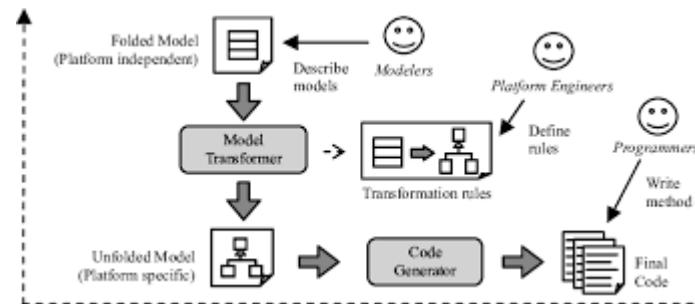 Folded Model
(Platform independent)
Describe
models
Modelers
Platform Engineers
Model
Transformer
Define
rules
Programmers
Transformation rules
Write
method
Unfolded Model
(Platform specific)
Code
Generator
Final
Code